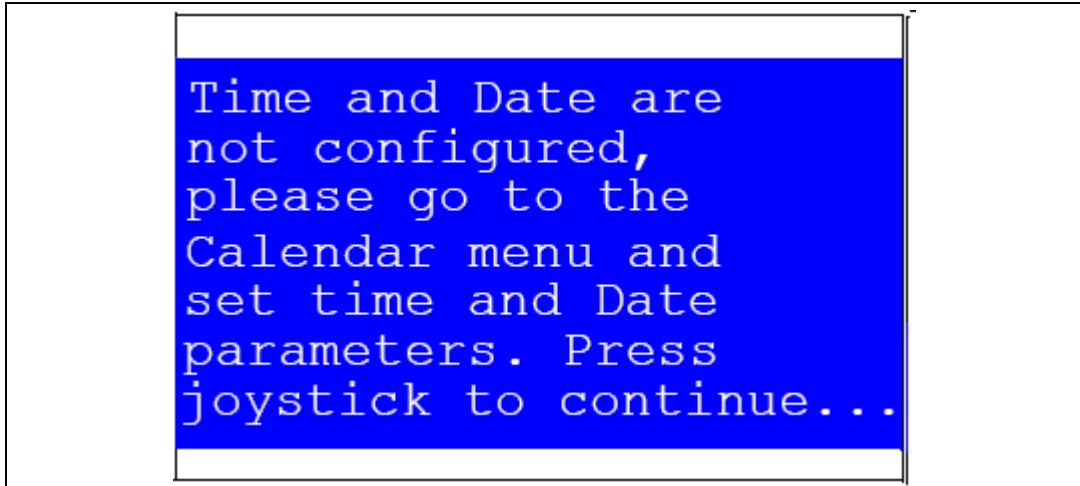 Time and Date are
not configured,
please go to the
Calendar menu and
set time and Date
parameters. Press
joystick to continue...